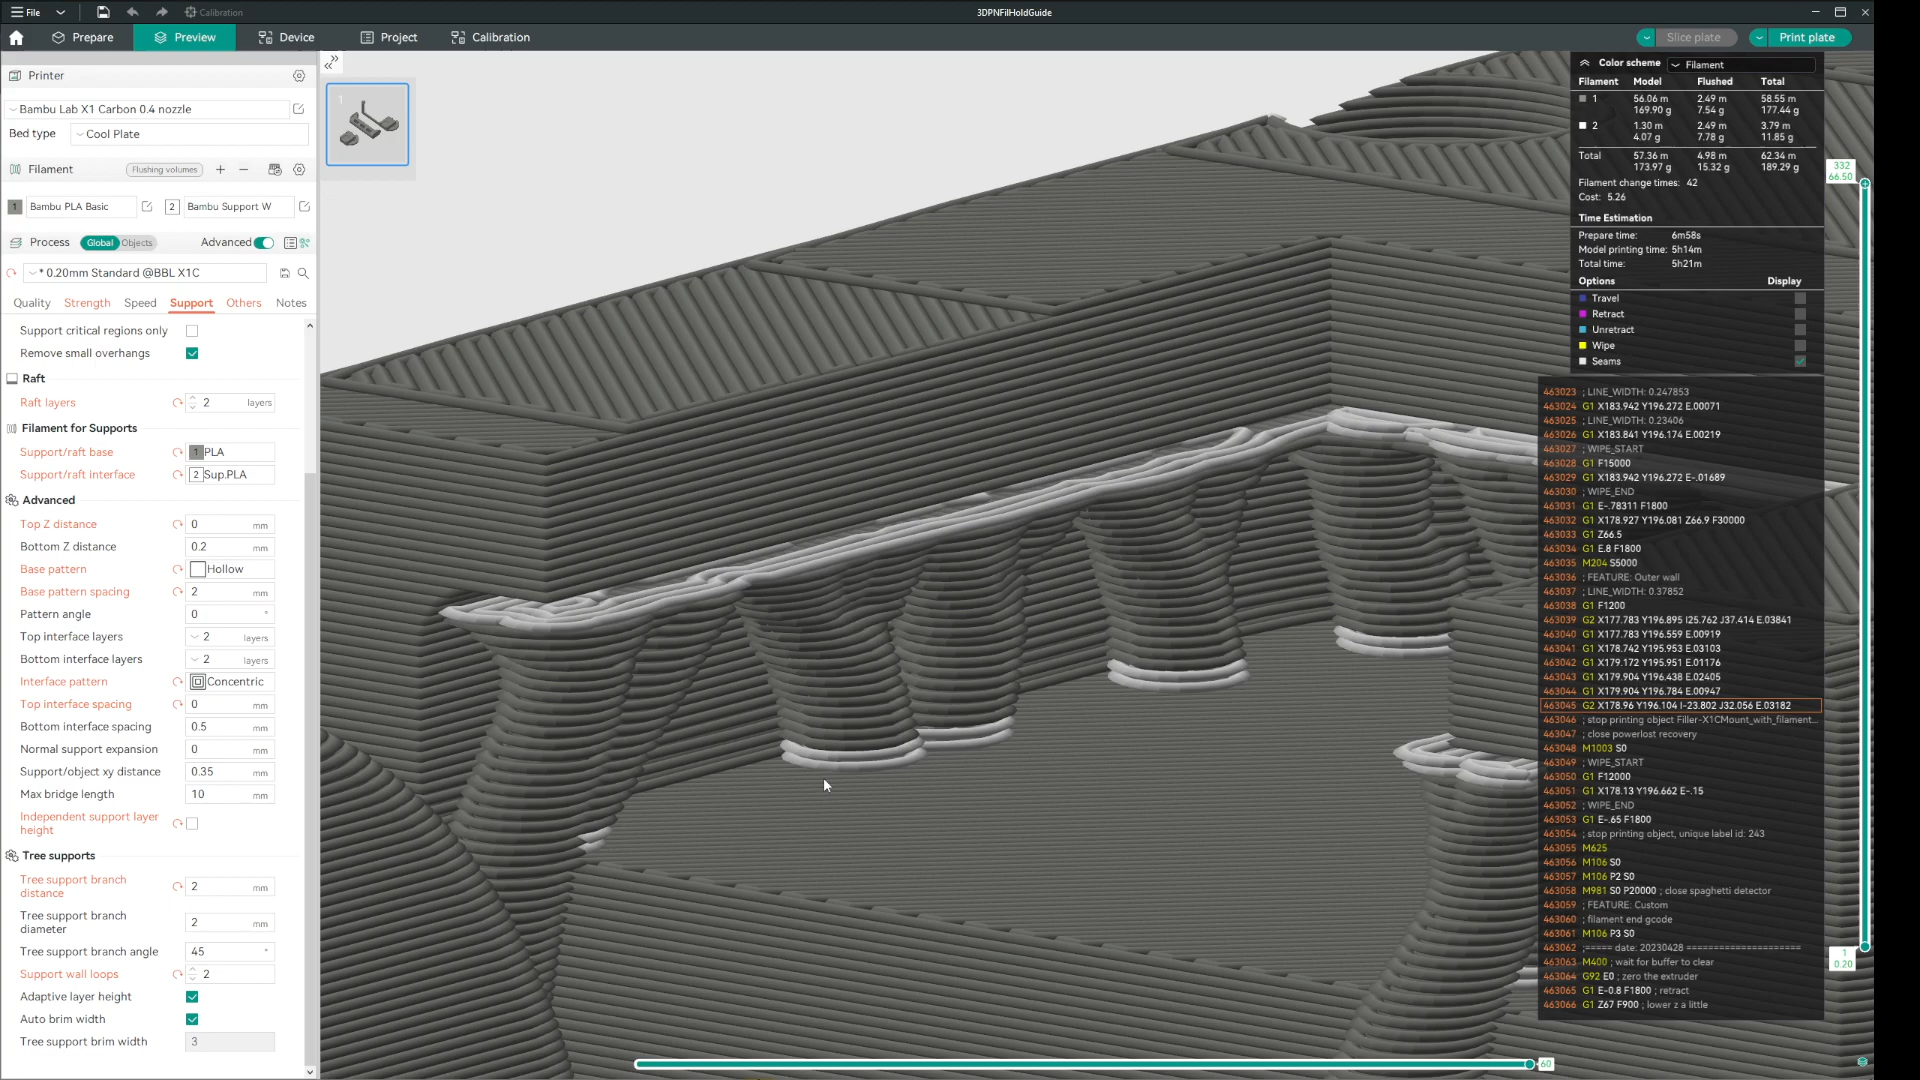 File
Calibration
3DPNFilHoldGuide
Prepare
Preview
Device
Project
Calibration
Slice plate
Print plate
Printer
Bambu Lab X1 Carbon 0.4 nozzle
Bed type
Cool Plate
Filament
Flushing volumes
1 Bambu PLA Basic
2 Bambu Support W
Process
Global Objects
Advanced
* 0.20mm Standard @BBL X1C
Quality Strength Speed Support Others Notes
Support critical regions only
Remove small overhangs
Raft
Raft layers 2 layers
Filament for Supports
Support/raft base 1 PLA
Support/raft interface 2 Sup.PLA
Advanced
Top Z distance 0 mm
Bottom Z distance 0.2 mm
Base pattern Hollow
Base pattern spacing 2 mm
Pattern angle 0 °
Top interface layers 2 layers
Bottom interface layers 2 layers
Interface pattern Concentric
Top interface spacing 0 mm
Bottom interface spacing 0.5 mm
Normal support expansion 0 mm
Support/object xy distance 0.35 mm
Max bridge length 10 mm
Independent support layer
height
Tree supports
Tree support branch
distance 2 mm
Tree support branch
diameter 2 mm
Tree support branch angle 45 °
Support wall loops 2
Adaptive layer height
Auto brim width
Tree support brim width 3
1
Color scheme Filament
Filament Model Flushed Total
1 56.06 m 2.49 m 58.55 m
169.90 g 7.54 g 177.44 g
2 1.30 m 2.49 m 3.79 m
4.07 g 7.78 g 11.85 g
Total 57.36 m 4.98 m 62.34 m
173.97 g 15.32 g 189.29 g
Filament change times: 42
Cost: 5.26
Time Estimation
Prepare time: 6m58s
Model printing time: 5h14m
Total time: 5h21m
Options Display
Travel
Retract
Unretract
Wipe
Seams
332
66.50
463023 ; LINE_WIDTH: 0.247853
463024 G1 X183.942 Y196.272 E.00071
463025 ; LINE_WIDTH: 0.23406
463026 G1 X183.841 Y196.174 E.00219
463027 ; WIPE_START
463028 G1 F15000
463029 G1 X183.942 Y196.272 E-.01689
463030 ; WIPE_END
463031 G1 E-.78311 F1800
463032 G1 X178.927 Y196.081 Z66.9 F30000
463033 G1 Z66.5
463034 G1 E.8 F1800
463035 M204 S5000
463036 ; FEATURE: Outer wall
463037 ; LINE_WIDTH: 0.37852
463038 G1 F1200
463039 G2 X177.783 Y196.895 I25.762 J37.414 E.03841
463040 G1 X177.783 Y196.559 E.00919
463041 G1 X178.742 Y195.953 E.03103
463042 G1 X179.172 Y195.951 E.01176
463043 G1 X179.904 Y196.438 E.02405
463044 G1 X179.904 Y196.784 E.00947
463045 G2 X178.96 Y196.104 I-23.802 J32.056 E.03182
463046 ; stop printing object Filler-X1CMount_with_filament...
463047 ; close powerlost recovery
463048 M1003 S0
463049 ; WIPE_START
463050 G1 F12000
463051 G1 X178.13 Y196.662 E-.15
463052 ; WIPE_END
463053 G1 E-.65 F1800
463054 ; stop printing object, unique label id: 243
463055 M625
463056 M106 S0
463057 M106 P2 S0
463058 M981 S0 P20000 ; close spaghetti detector
463059 ; FEATURE: Custom
463060 ; filament end gcode
463061 M106 P3 S0
463062 ;===== date: 20230428 =====================
463063 M400 ; wait for buffer to clear
463064 G92 E0 ; zero the extruder
463065 G1 E-0.8 F1800 ; retract
463066 G1 Z67 F900 ; lower z a little
1
0.20
60